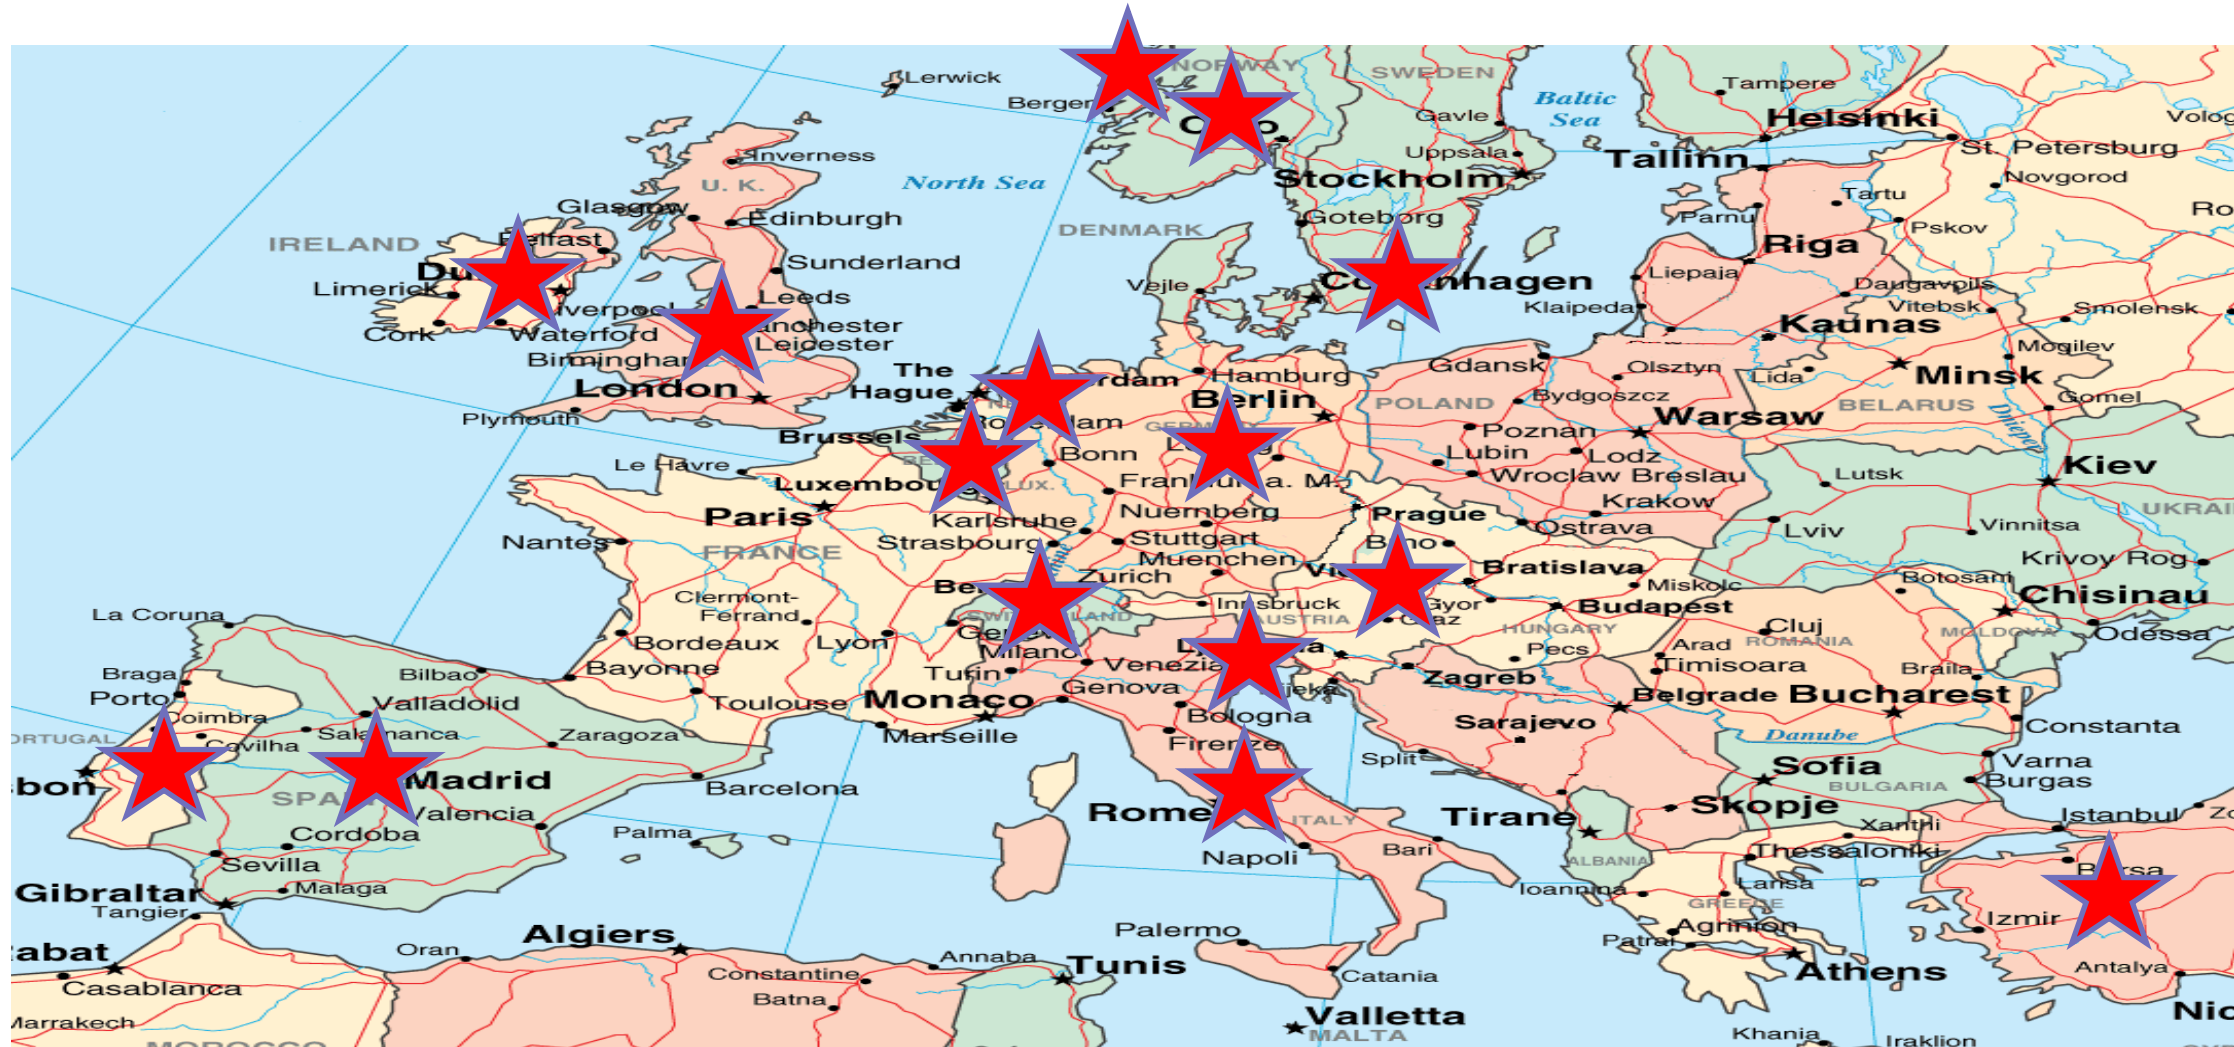 Lerwick
NORWAY
SWEDEN
Tampere
Baltic
Sea
Gavle
Helsinki
Uppsala
Tallinn
St. Petersburg
Inverness
U. K.
North Sea
Stockholm
Novgorod
Tartu
Parnu
Glasgow
Edinburgh
Goteborg
Pskov
DENMARK
IRELAND
Riga
Sunderland
Liepaja
Limerick
Vejle
Daugavpils
Leeds
Klaipeda
Vitebsk
Smolensk
Cork
Waterford
Kaunas
Leicester
Mogilev
The
Hague
Gdansk
Olsztyn
Lida
Minsk
London
Hamburg
Berlin
Bydgoszcz
Gomel
POLAND
BELARUS
Plymouth
Warsaw
Dnieper
Brussels
Poznan
Bonn
Lubin
Lodz
Le Havre
Kiev
Lutsk
Wroclaw Breslau
LUX.
Paris
Krakow
Karlsruhe
Nuernberg
Prague
Ostrava
Lviv
Vinnitsa
Nantes
FRANCE
Strasbourg
Stuttgart
Muenchen
Krivoy Rog
Zurich
Bratislava
Miskolc
Botosani
Clermont-
Ferrand
Innsbruck
Gyor
Budapest
Chisinau
La Coruna
AUSTRIA
HUNGARY
Cluj
ROMANIA
MOLDOVA
Odessa
Bordeaux
Lyon
Milano
Pecs
Arad
Timisoara
Braila
Braga
Bilbao
Bayonne
Turin
Venezia
Zagreb
Porto
Valladolid
Toulouse
Monaco
Genova
Belgrade
Bucharest
Coimbra
Bologna
Sarajevo
Constanta
Covilha
Salamanca
Zaragoza
Marseille
Firenze
Danube
Split
Sofia
Varna
Madrid
Barcelona
BULGARIA
Burgas
Rome
Tirane
Skopje
Istanbul
Valencia
Cordoba
Palma
ITALY
Xanthi
Sevilla
Napoli
Bari
ALBANIA
Thessaloniki
Gibraltar
Malaga
Ioannina
Larisa
Tangier
GREECE
Izmir
Algiers
Palermo
Agrinion
Patrai
Oran
Annaba
Tunis
Athens
Antalya
Casablanca
Constantine
Catania
Batna
Valletta
MALTA
Marrakech
Khania
Iraklion